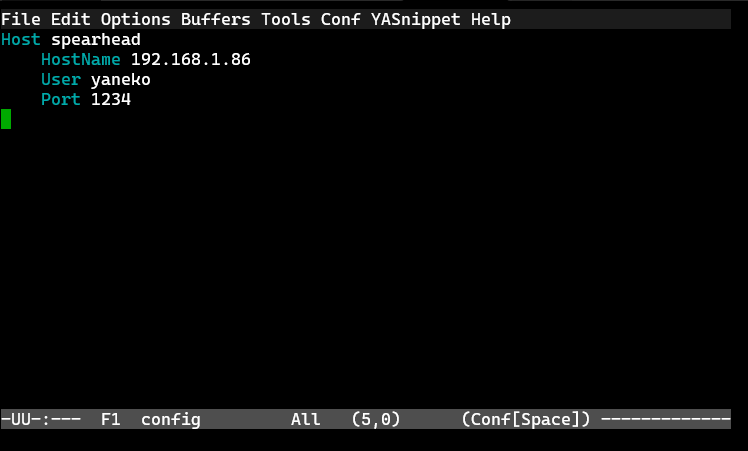 File Edit Options Buffers Tools Conf YASnippet Help
Host spearhead
    HostName 192.168.1.86
    User yaneko
    Port 1234
-UU-:---  F1  config         All   (5,0)      (Conf[Space]) -------------